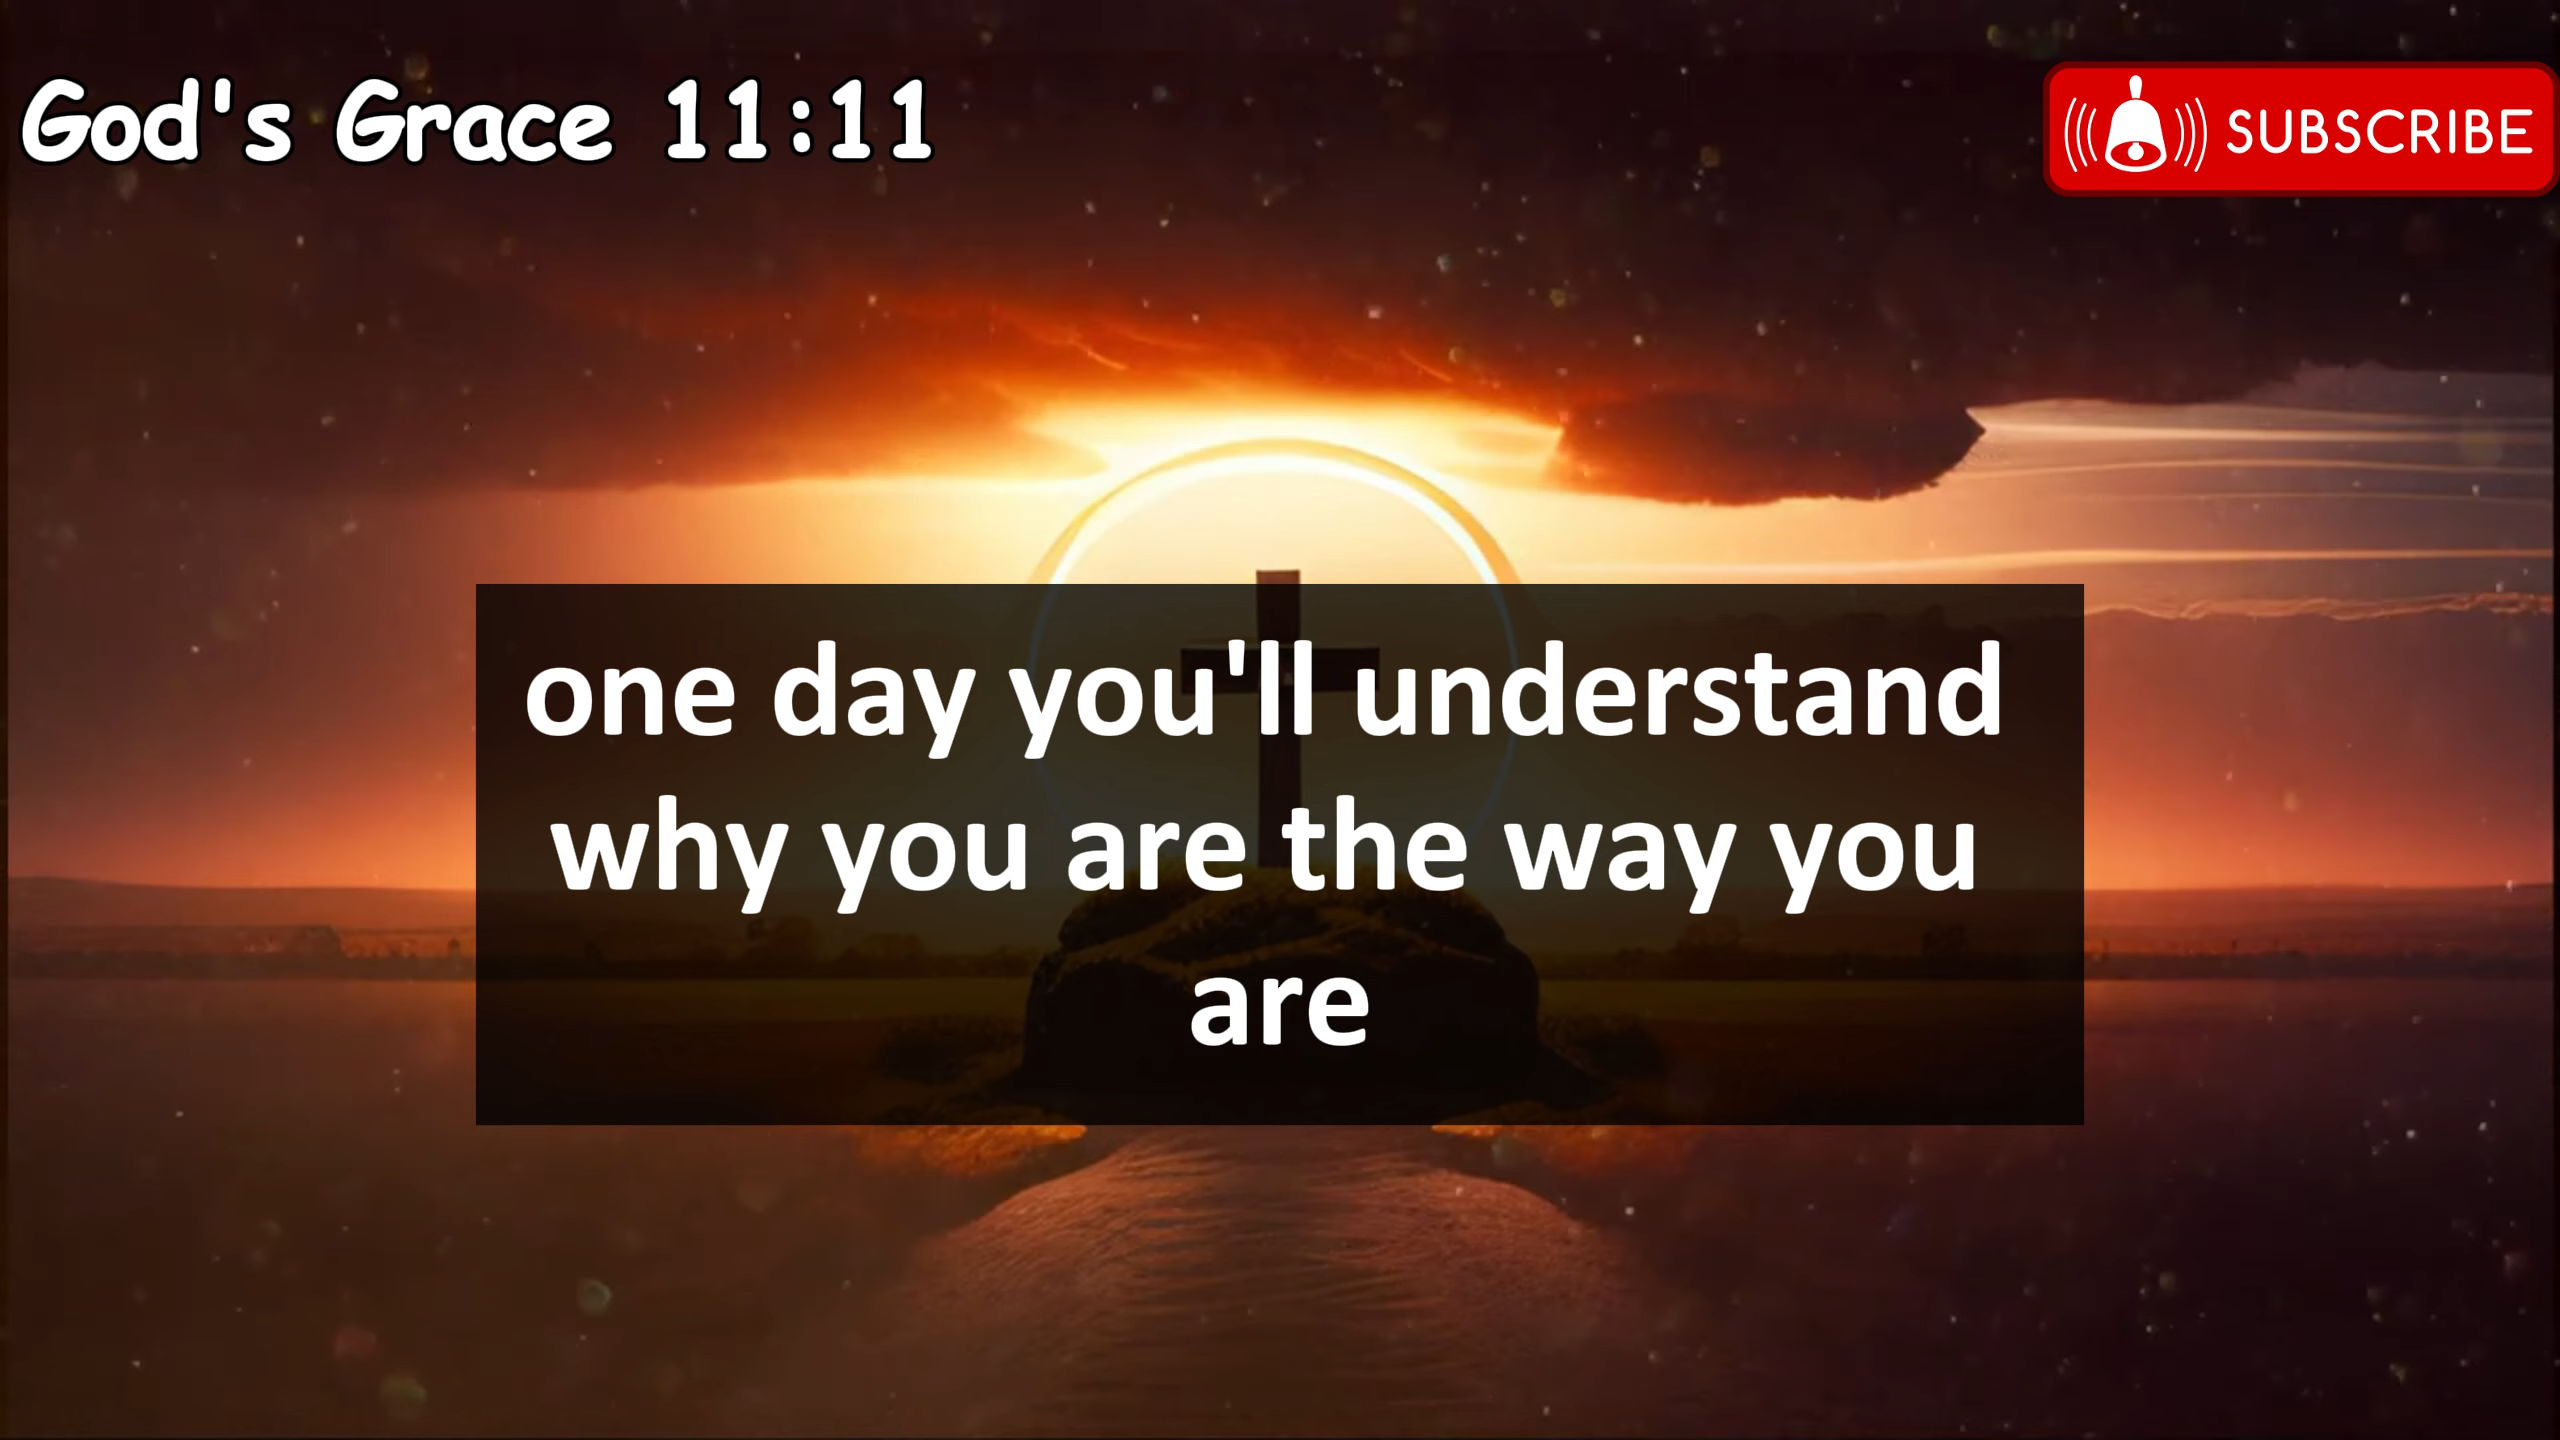 God's Grace 11:11
SUBSCRIBE
one day you'll understand
why you are the way you
are